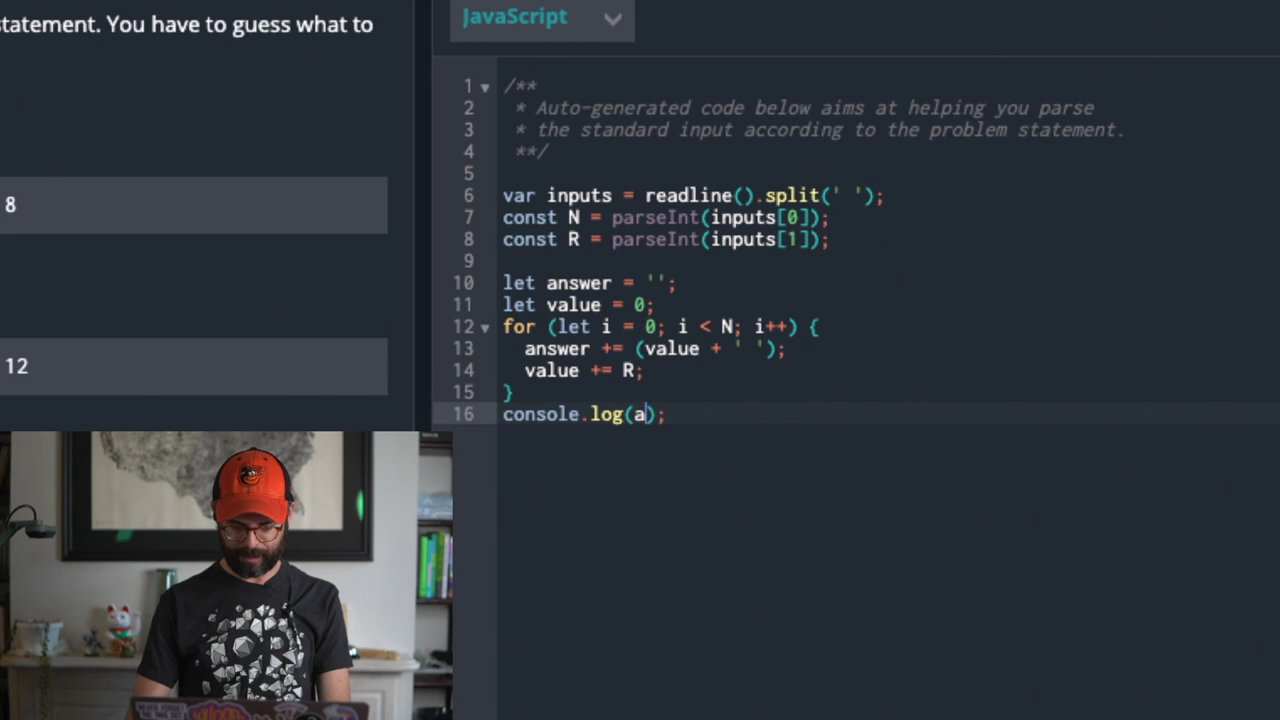 statement. You have to guess what to
8
12
JavaScript
1 /**
2 * Auto-generated code below aims at helping you parse
3 * the standard input according to the problem statement.
4 **/
5
6 var inputs = readline().split(' ');
7 const N = parseInt(inputs[0]);
8 const R = parseInt(inputs[1]);
9
10 let answer = '';
11 let value = 0;
12 for (let i = 0; i < N; i++) {
13 answer += (value + ' ');
14 value += R;
15 }
16 console.log(a);